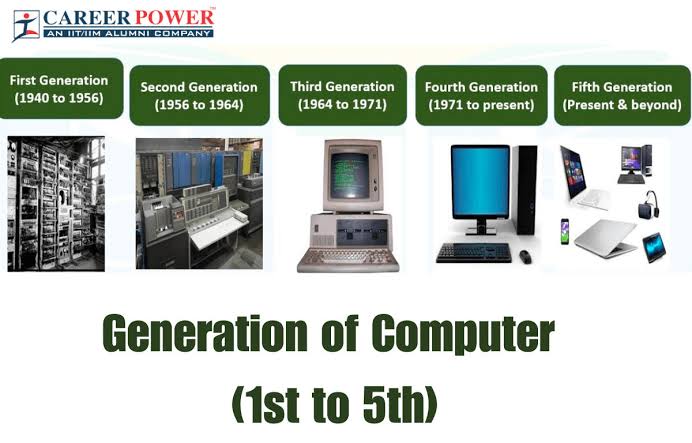 CAREER POWER
AN IIT/IIM ALUMNI COMPANY
First Generation
(1940 to 1956)
Second Generation
(1956 to 1964)
Third Generation
(1964 to 1971)
Fourth Generation
(1971 to present)
Fifth Generation
(Present & beyond)
Generation of Computer
(1st to 5th)